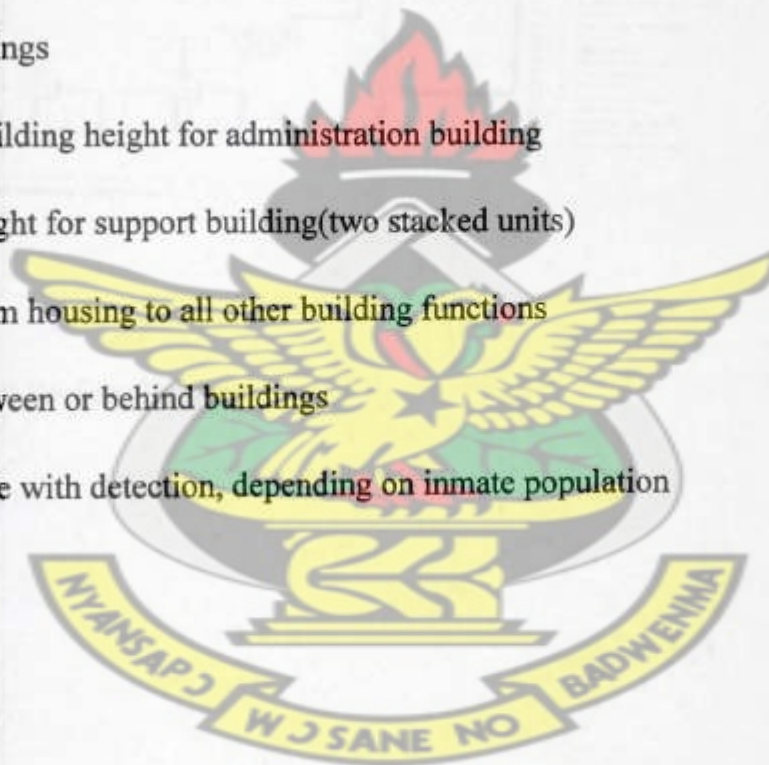 ngs
ilding height for administration building
ght for support building(two stacked units)
m housing to all other building functions
ween or behind buildings
e with detection, depending on inmate population
NYANSAPƆ
WƆSANE NO
BADWENMA